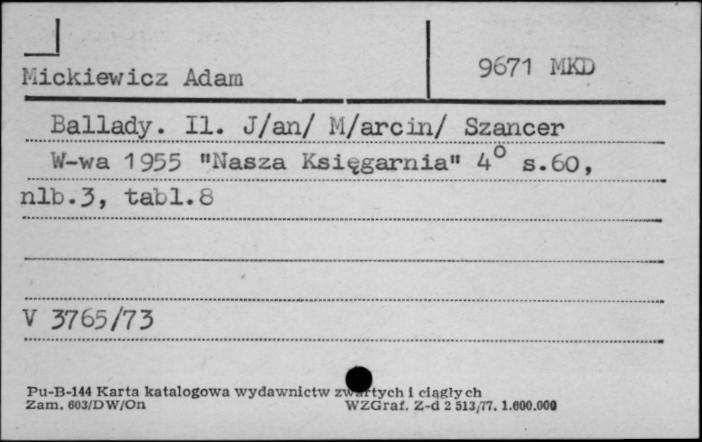 Mickiewicz Adam
9671 MKD
Ballady. Il. J/an/ M/arcin/ Szancer
W-wa 1955 "Nasza Księgarnia" 4° s.60,
nlb.3, tabl.8
V 3765/73
Pu-B-144 Karta katalogowa wydawnictw zwartych i ciągłych
Zam. 603/DW/On WZGraf. Z-d 2 513/77. 1.600.000